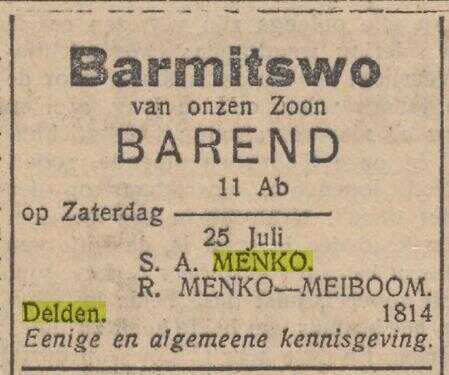 Barmitswo
van onzen Zoon
BAREND
11 Ab
op Zaterdag
25 Juli
S. A. MENKO.
R. MENKO—MEIBOOM.
Delden. 1814
Eenige en algemeene kennisgeving.